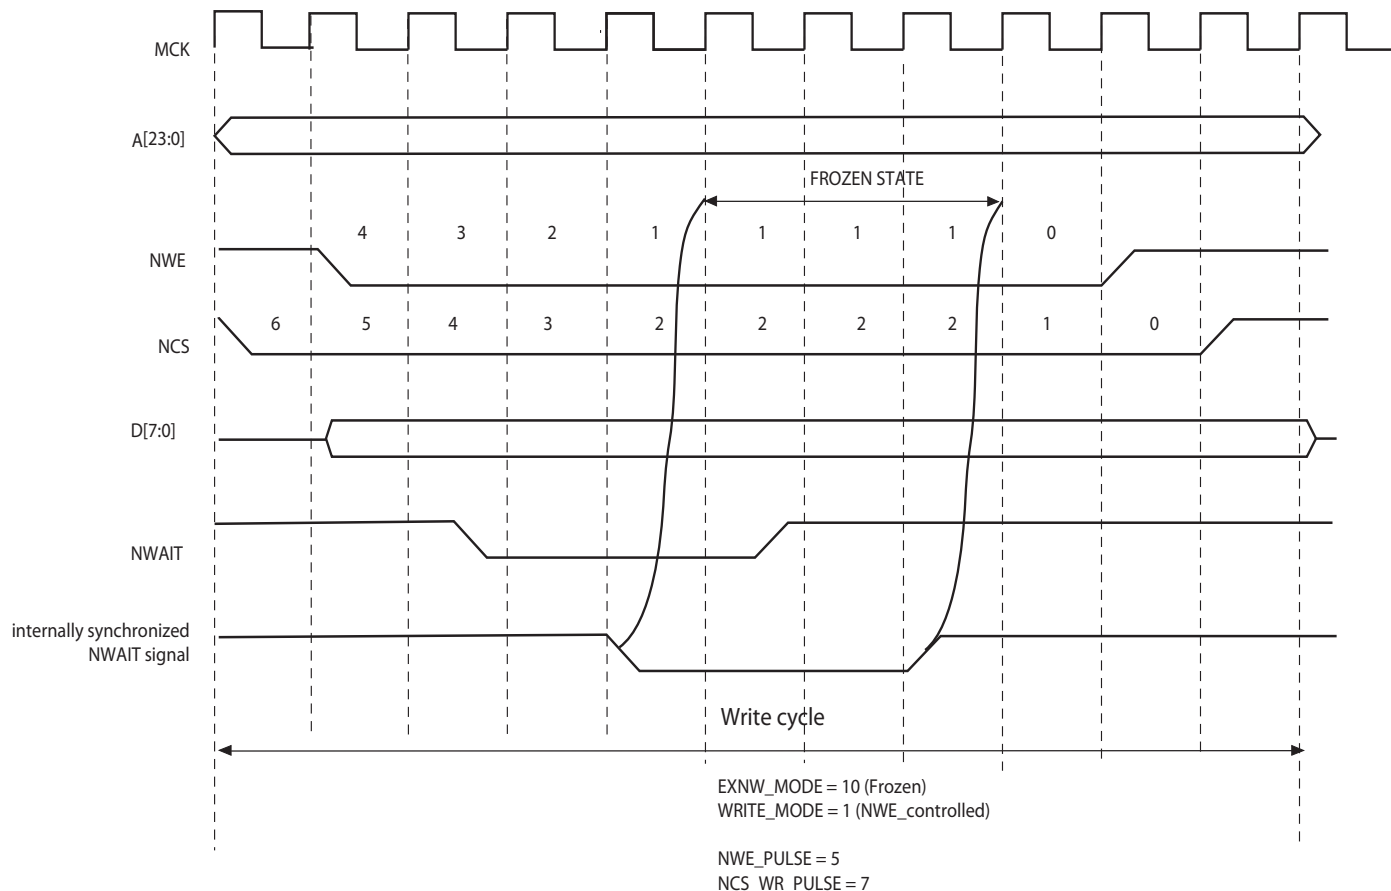 MCK
A[23:0]
FROZEN STATE
4 3 2 1 1 1 1 0
NWE
6 5 4 3 2 2 2 2 1 0
NCS
D[7:0]
NWAIT
internally synchronized
NWAIT signal
Write cycle
EXNW_MODE = 10 (Frozen)
WRITE_MODE = 1 (NWE_controlled)
NWE_PULSE = 5
NCS_WR_PULSE = 7